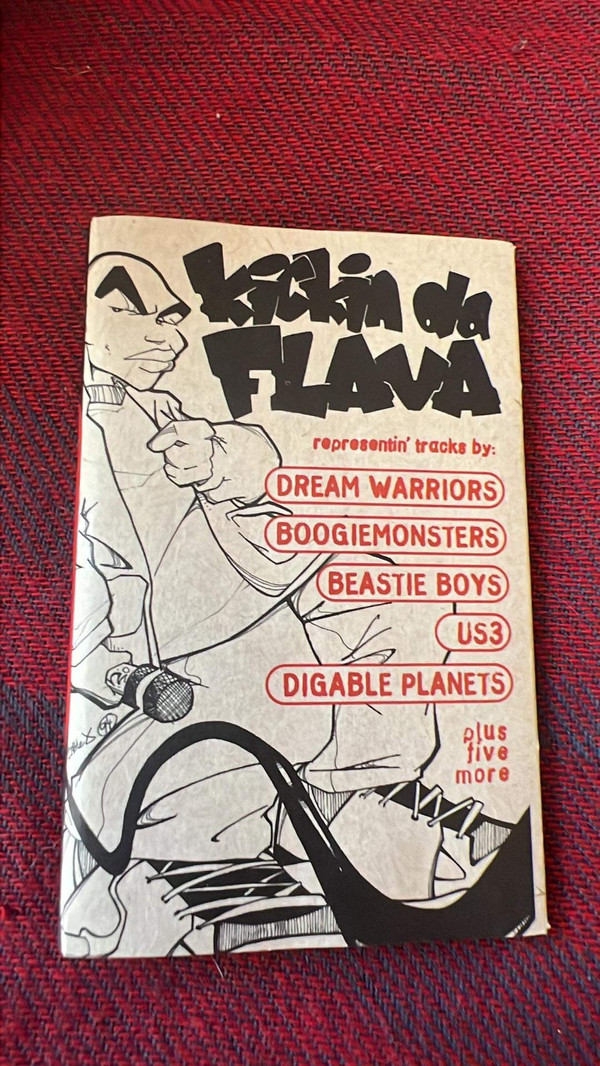 kickin da
FLAVA
representin' tracks by:
DREAM WARRIORS
BOOGIEMONSTERS
BEASTIE BOYS
US3
DIGABLE PLANETS
plus
five
more